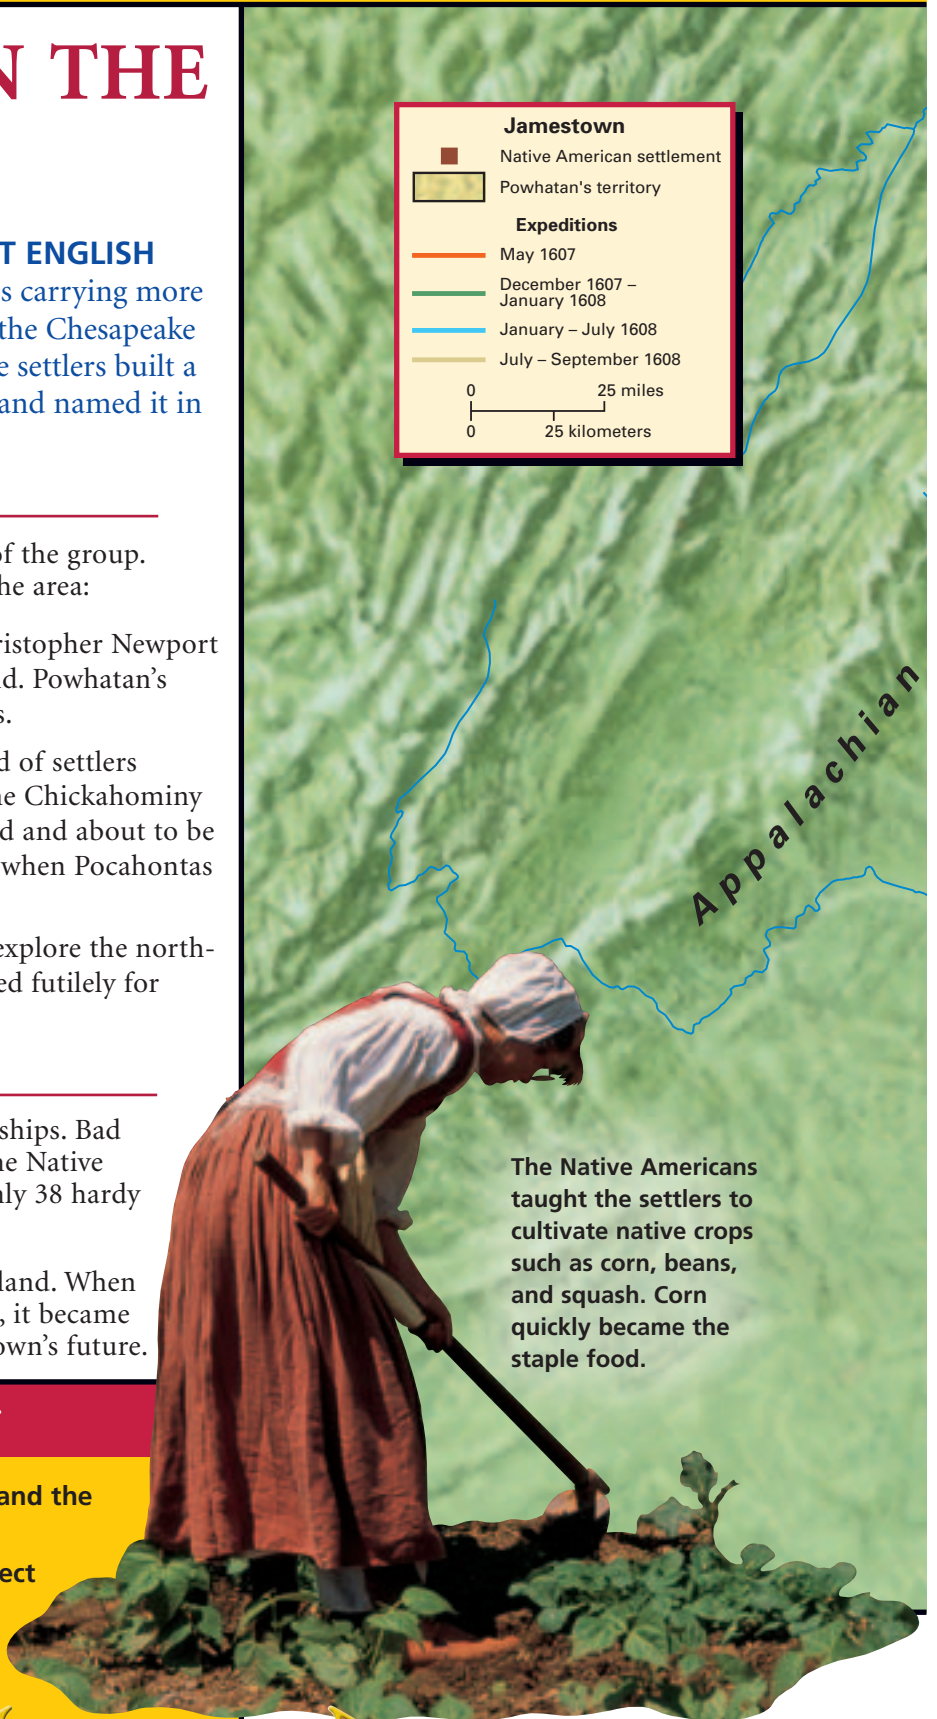 N THE
T ENGLISH
s carrying more
the Chesapeake
e settlers built a
and named it in
of the group.
he area:
ristopher Newport
d. Powhatan's
s.
d of settlers
he Chickahominy
d and about to be
when Pocahontas
explore the north-
ed futilely for
ships. Bad
he Native
nly 38 hardy
land. When
, it became
own's future.
and the
ect
Jamestown
Native American settlement
Powhatan's territory
Expeditions
May 1607
December 1607 –
January 1608
January – July 1608
July – September 1608
0 25 miles
0 25 kilometers
Appalachian
The Native Americans
taught the settlers to
cultivate native crops
such as corn, beans,
and squash. Corn
quickly became the
staple food.